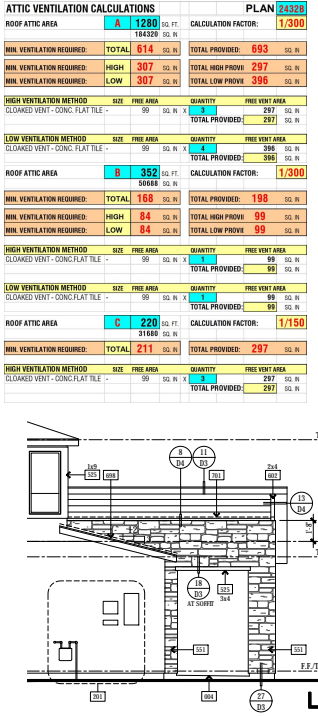 ATTIC VENTILATION CALCULATIONS PLAN 24328
ROOF ATTIC AREA A 1280 SQ. FT. CALCULATION FACTOR: 1/300
184320 SQ. IN
MIN. VENTILATION REQUIRED: TOTAL 614 SQ. IN TOTAL PROVIDED: 693 SQ. IN
MIN. VENTILATION REQUIRED: HIGH 307 SQ. IN TOTAL HIGH PROVII 297 SQ. IN
LOW 307 SQ. IN TOTAL LOW PROVII 396 SQ. IN
HIGH VENTILATION METHOD SIZE FREE AREA QUANTITY FREE VENT AREA
CLOAKED VENT - CONC. FLAT TILE - 99 SQ. IN X 3 297 SQ. IN
TOTAL PROVIDED: 297 SQ. IN
LOW VENTILATION METHOD SIZE FREE AREA QUANTITY FREE VENT AREA
CLOAKED VENT - CONC. FLAT TILE - 99 SQ. IN X 4 396 SQ. IN
TOTAL PROVIDED: 396 SQ. IN
ROOF ATTIC AREA B 352 SQ. FT. CALCULATION FACTOR: 1/300
50688 SQ. IN
MIN. VENTILATION REQUIRED: TOTAL 168 SQ. IN TOTAL PROVIDED: 198 SQ. IN
MIN. VENTILATION REQUIRED: HIGH 84 SQ. IN TOTAL HIGH PROVII 99 SQ. IN
LOW 84 SQ. IN TOTAL LOW PROVII 99 SQ. IN
HIGH VENTILATION METHOD SIZE FREE AREA QUANTITY FREE VENT AREA
CLOAKED VENT - CONC.FLAT TILE - 99 SQ. IN X 1 99 SQ. IN
TOTAL PROVIDED: 99 SQ. IN
LOW VENTILATION METHOD SIZE FREE AREA QUANTITY FREE VENT AREA
CLOAKED VENT - CONC.FLAT TILE - 99 SQ. IN X 1 99 SQ. IN
TOTAL PROVIDED: 99 SQ. IN
ROOF ATTIC AREA C 220 SQ. FT. CALCULATION FACTOR: 1/150
31680 SQ. IN
MIN. VENTILATION REQUIRED: TOTAL 211 SQ. IN TOTAL PROVIDED: 297 SQ. IN
HIGH VENTILATION METHOD SIZE FREE AREA QUANTITY FREE VENT AREA
CLOAKED VENT - CONC.FLAT TILE - 99 SQ. IN X 3 297 SQ. IN
TOTAL PROVIDED: 297 SQ. IN
8 D4
11 D3
1x9
525
698
701
2x4
602
13 D4
12
1'-8"
18 D3
AT SOFFIT
525
3x4
551
551
F.F./T
201
604
27 D3
L